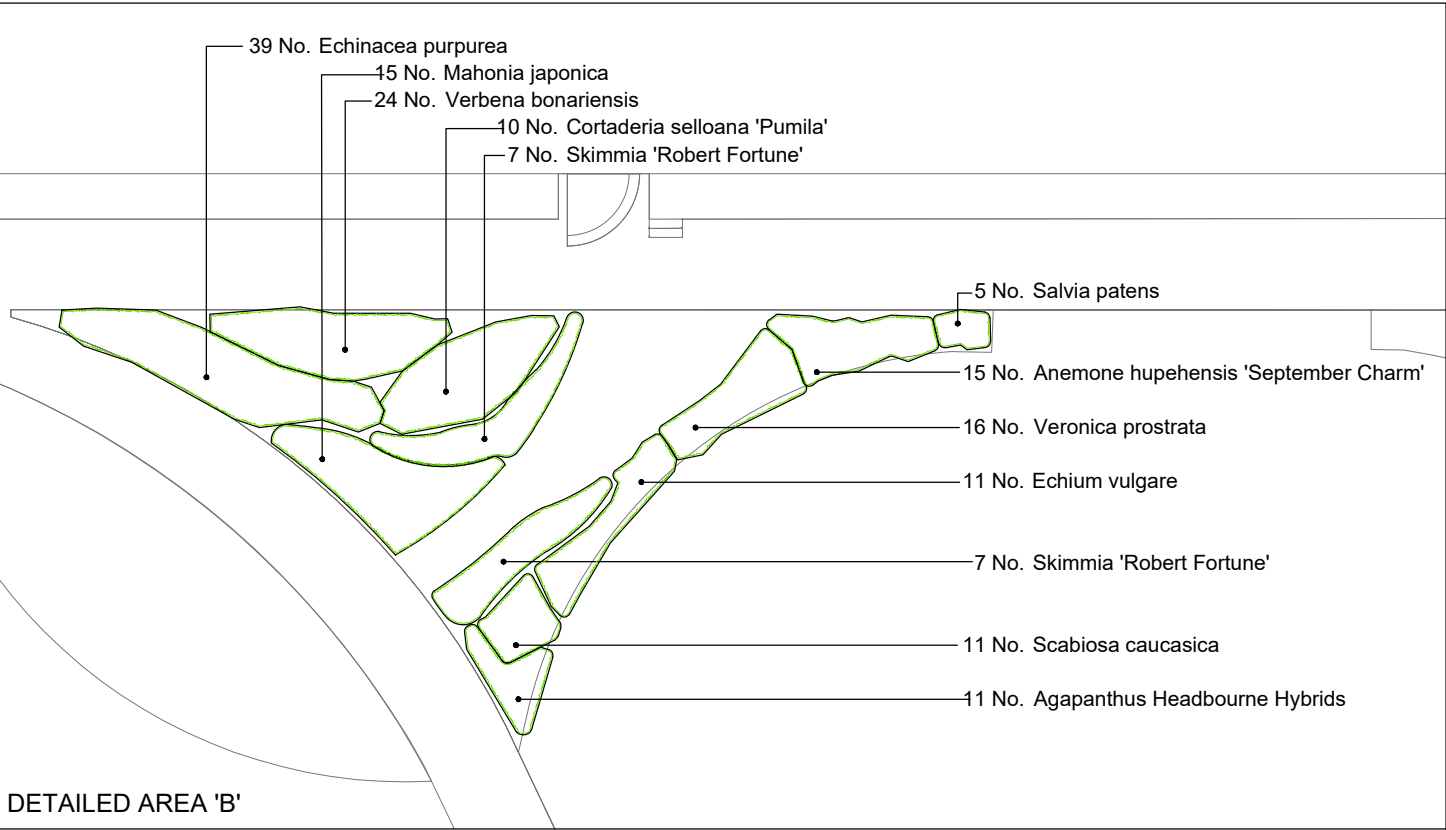 39 No. Echinacea purpurea
15 No. Mahonia japonica
24 No. Verbena bonariensis
10 No. Cortaderia selloana 'Pumila'
7 No. Skimmia 'Robert Fortune'
5 No. Salvia patens
15 No. Anemone hupehensis 'September Charm'
16 No. Veronica prostrata
11 No. Echium vulgare
7 No. Skimmia 'Robert Fortune'
11 No. Scabiosa caucasica
11 No. Agapanthus Headbourne Hybrids
DETAILED AREA 'B'